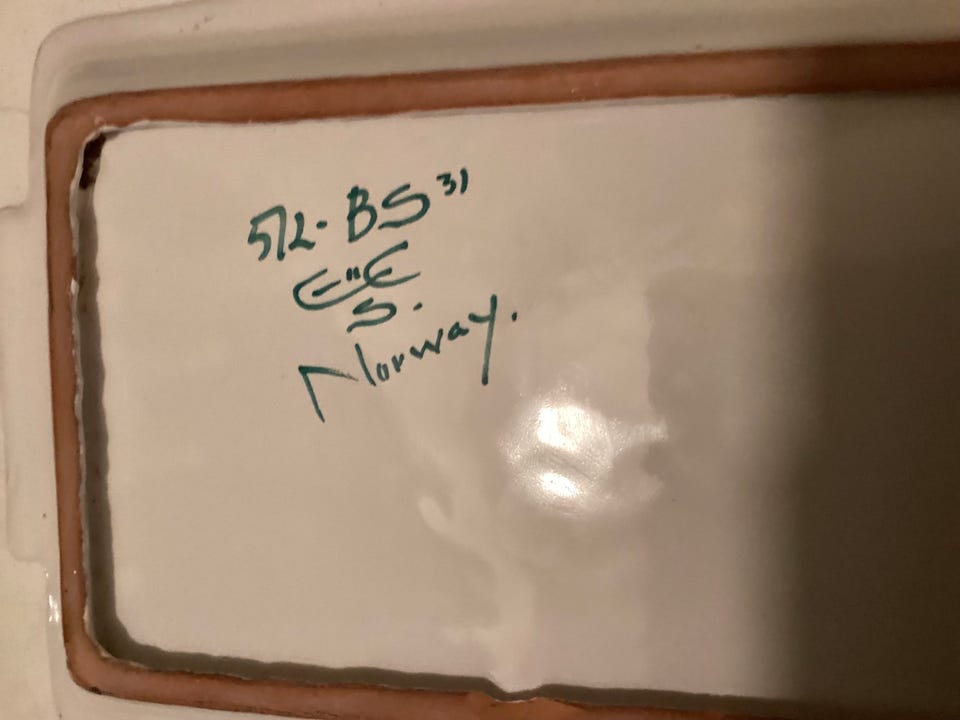 572-BS 31
E"E
S.
Norway.